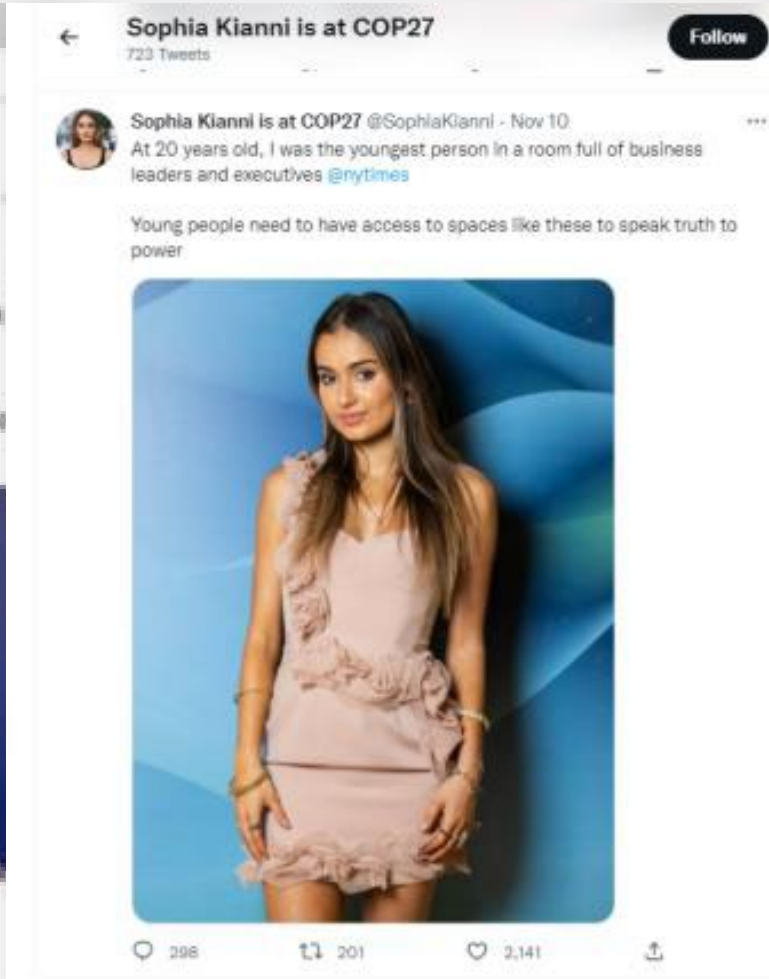 Sophia Kianni is at COP27
723 Tweets
Follow
Sophia Kianni is at COP27 @SophiaKianni · Nov 10
At 20 years old, I was the youngest person in a room full of business
leaders and executives @nytimes
Young people need to have access to spaces like these to speak truth to
power
298
201
2,141